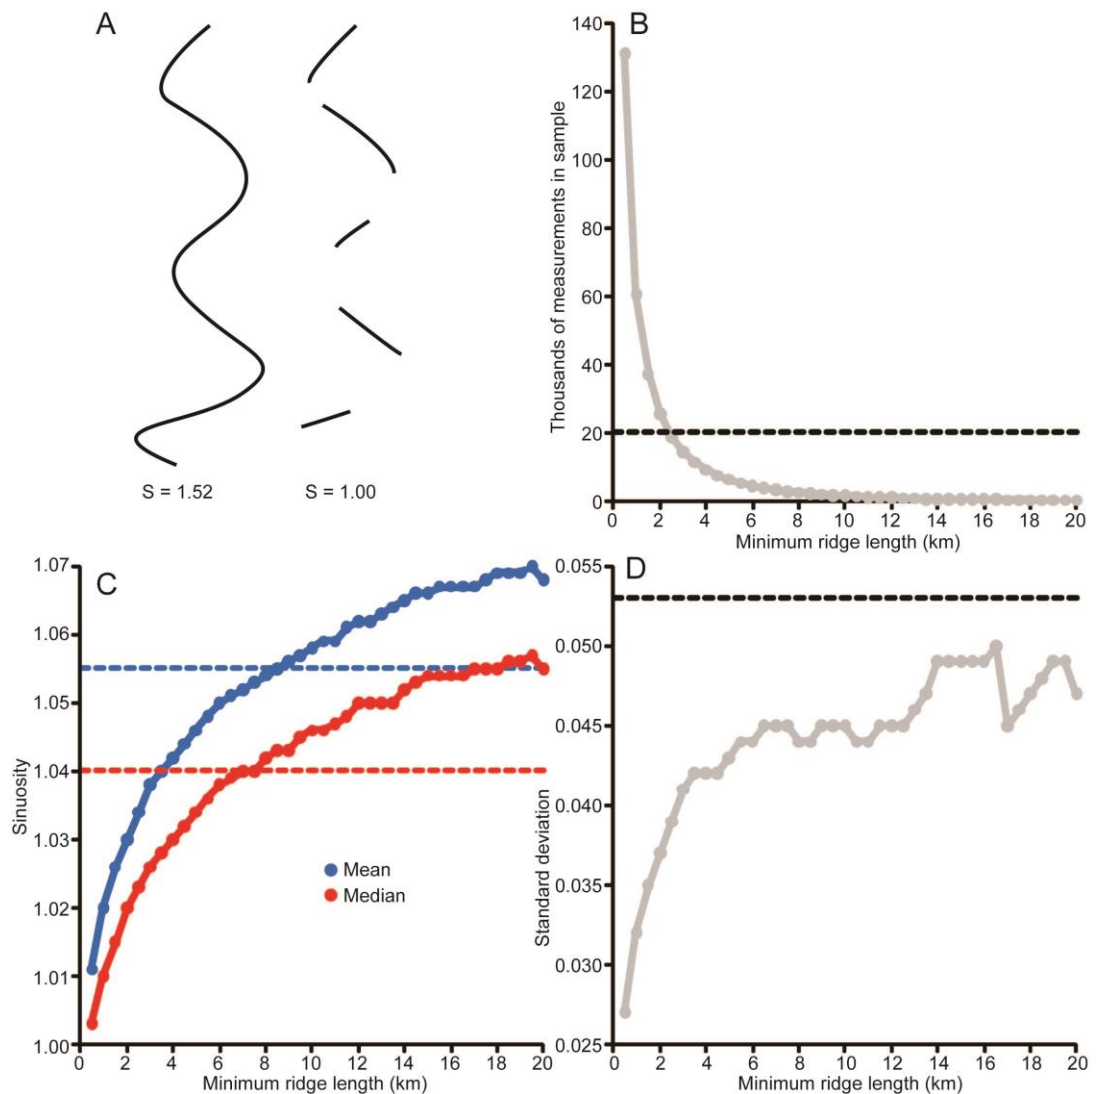 A
S = 1.52
S = 1.00
B
Thousands of measurements in sample
140
120
100
80
60
40
20
0
0 2 4 6 8 10 12 14 16 18 20
Minimum ridge length (km)
C
Sinuosity
1.07
1.06
1.05
1.04
1.03
1.02
1.01
1.00
Mean
Median
0 2 4 6 8 10 12 14 16 18 20
Minimum ridge length (km)
D
Standard deviation
0.055
0.050
0.045
0.040
0.035
0.030
0.025
0 2 4 6 8 10 12 14 16 18 20
Minimum ridge length (km)